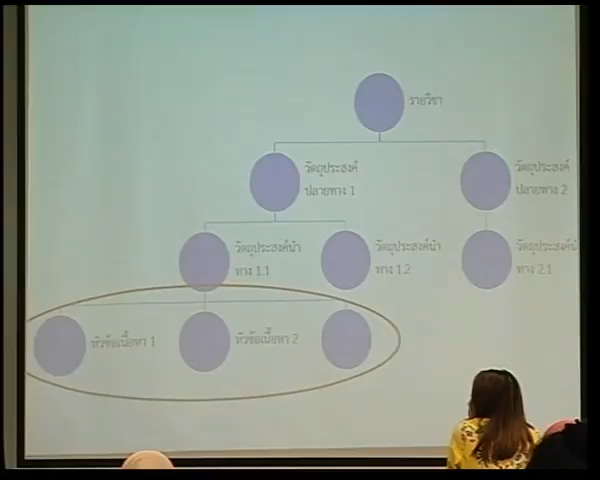 รายวิชา
วัตถุประสงค์
ปลายทาง 1
วัตถุประสงค์
ปลายทาง 2
วัตถุประสงค์นำ
ทาง 1.1
วัตถุประสงค์นำ
ทาง 1.2
วัตถุประสงค์นำ
ทาง 2.1
หัวข้อเนื้อหา 1
หัวข้อเนื้อหา 2